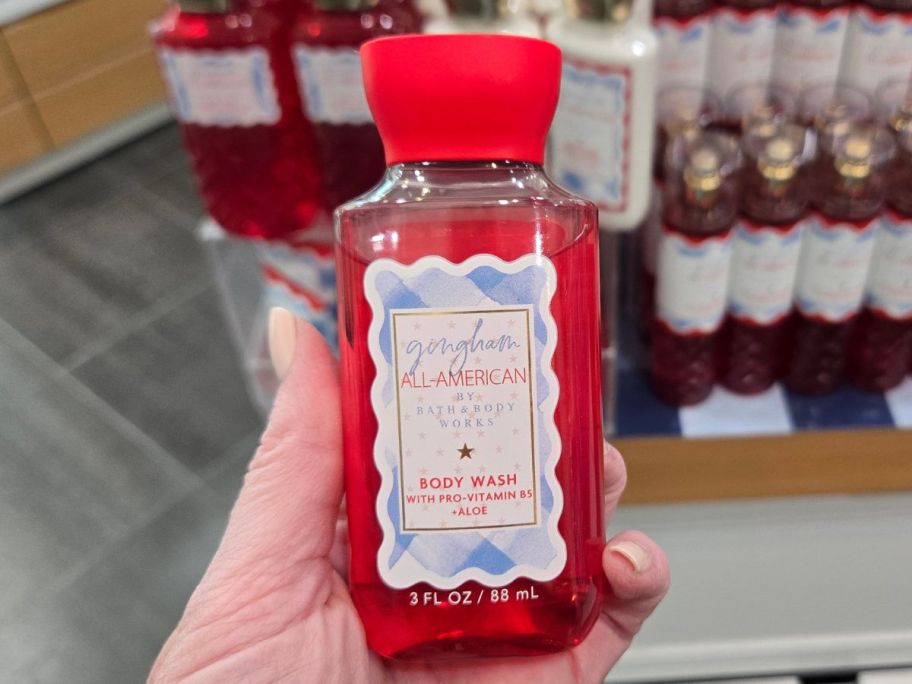 gingham
ALL-AMERICAN
BY
BATH & BODY
WORKS
BODY WASH
WITH PRO-VITAMIN B5
+ALOE
3 FL OZ / 88 mL